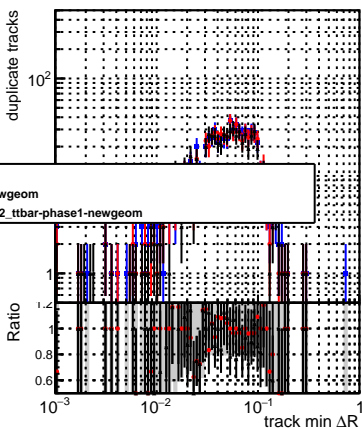 duplicate tracks
10²
wgeom
2_ttbar-phase1-newgeom
1
Ratio
1.2
1
0.8
0.6
10⁻³
10⁻²
10⁻¹
1
track min ΔR